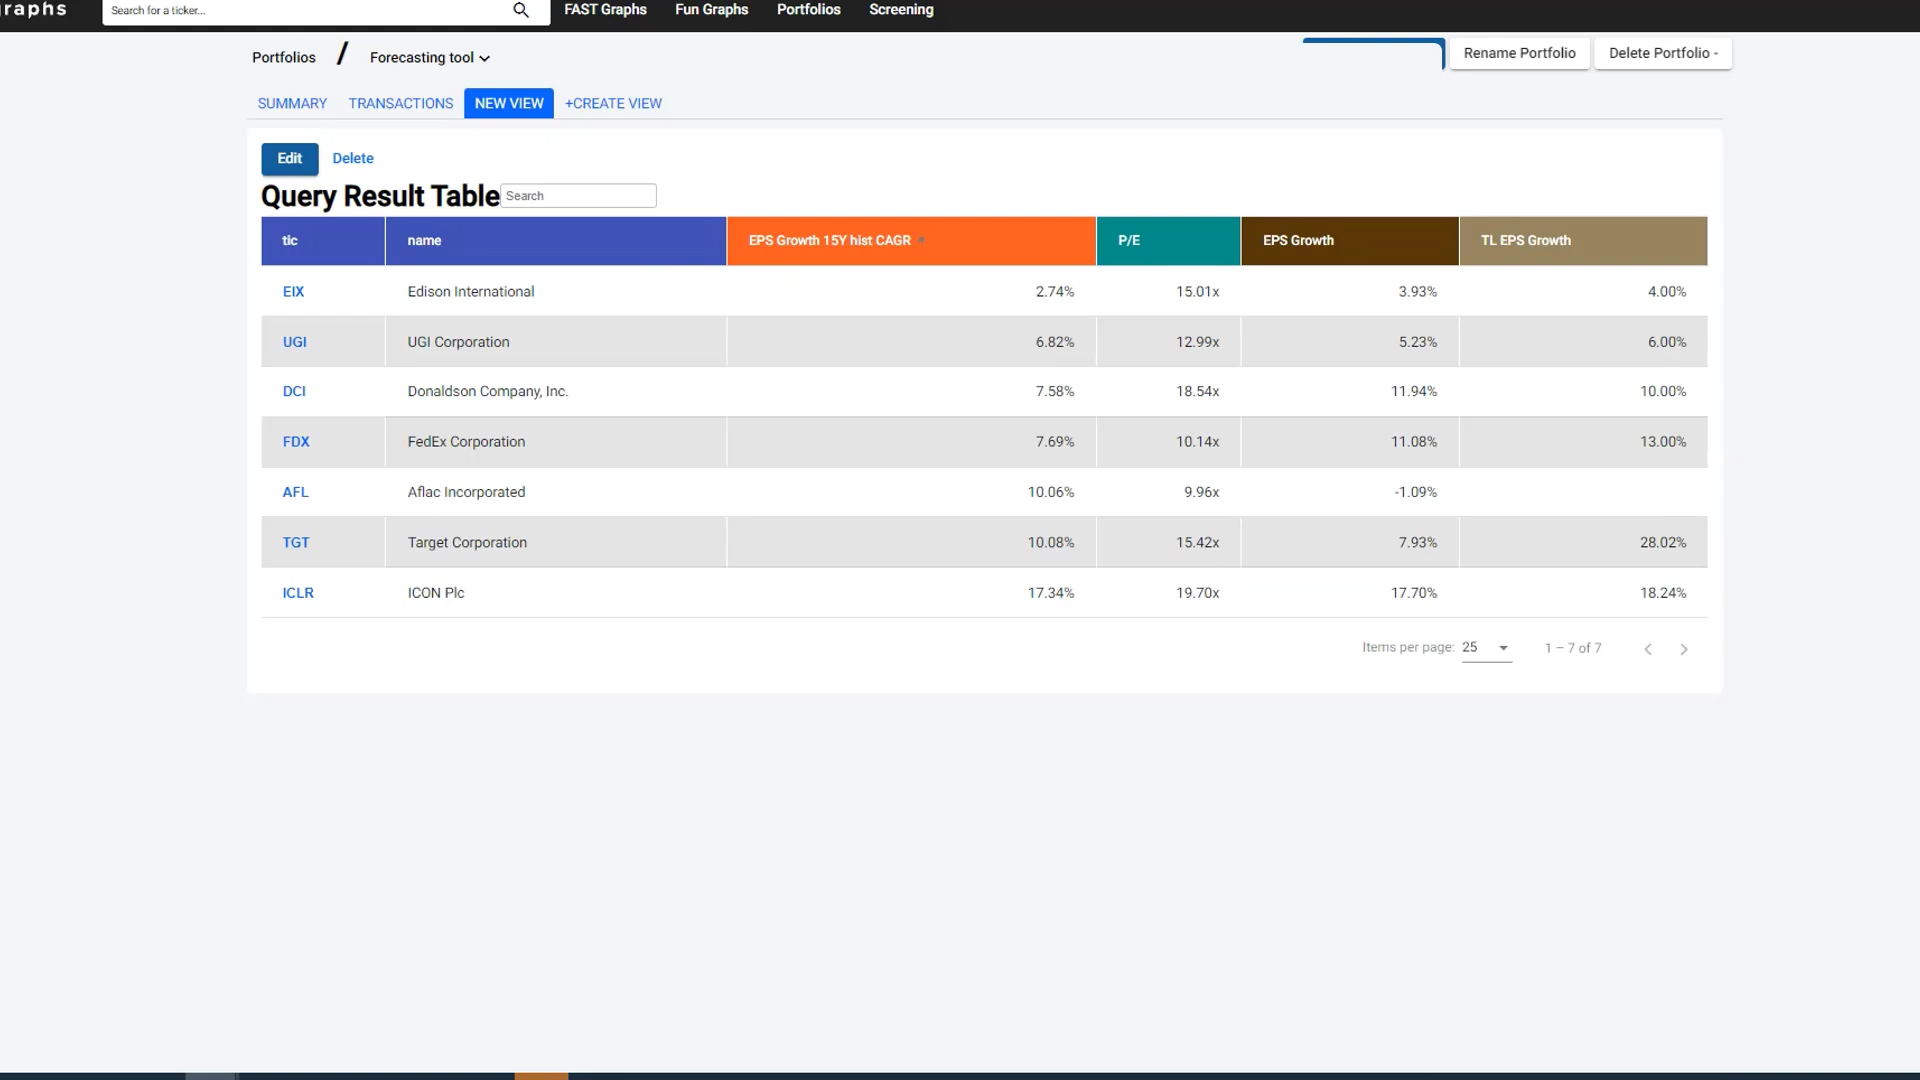 raphs Search for a ticker... FAST Graphs Fun Graphs Portfolios Screening
Portfolios / Forecasting tool Rename Portfolio Delete Portfolio -
SUMMARY TRANSACTIONS NEW VIEW +CREATE VIEW
Edit Delete
Query Result Table Search
tic name EPS Growth 15Y hist CAGR P/E EPS Growth TL EPS Growth
EIX Edison International 2.74% 15.01x 3.93% 4.00%
UGI UGI Corporation 6.82% 12.99x 5.23% 6.00%
DCI Donaldson Company, Inc. 7.58% 18.54x 11.94% 10.00%
FDX FedEx Corporation 7.69% 10.14x 11.08% 13.00%
AFL Aflac Incorporated 10.06% 9.96x -1.09%
TGT Target Corporation 10.08% 15.42x 7.93% 28.02%
ICLR ICON Plc 17.34% 19.70x 17.70% 18.24%
Items per page: 25 1 – 7 of 7